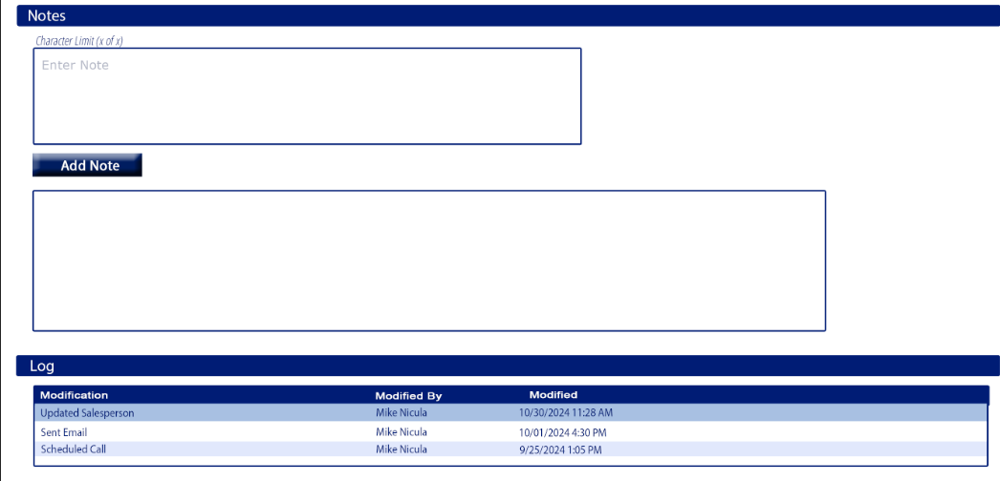 Notes
Character Limit (x of x)
Enter Note
Add Note
Log
Modification Modified By Modified
Updated Salesperson Mike Nicula 10/30/2024 11:28 AM
Sent Email Mike Nicula 10/01/2024 4:30 PM
Scheduled Call Mike Nicula 9/25/2024 1:05 PM